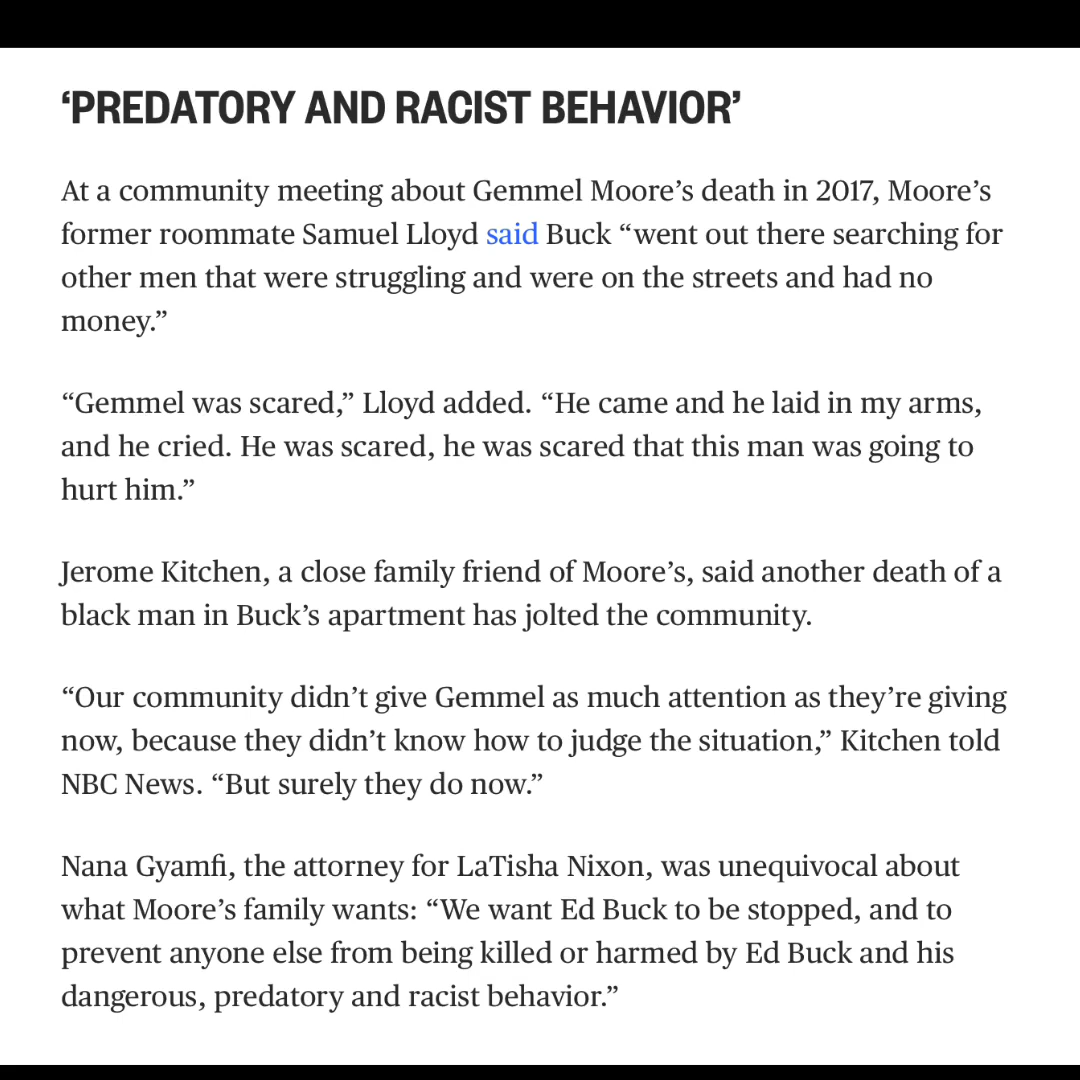 ‘PREDATORY AND RACIST BEHAVIOR’
At a community meeting about Gemmel Moore’s death in 2017, Moore’s
former roommate Samuel Lloyd said Buck “went out there searching for
other men that were struggling and were on the streets and had no
money.”
“Gemmel was scared,” Lloyd added. “He came and he laid in my arms,
and he cried. He was scared, he was scared that this man was going to
hurt him.”
Jerome Kitchen, a close family friend of Moore’s, said another death of a
black man in Buck’s apartment has jolted the community.
“Our community didn’t give Gemmel as much attention as they’re giving
now, because they didn’t know how to judge the situation,” Kitchen told
NBC News. “But surely they do now.”
Nana Gyamfi, the attorney for LaTisha Nixon, was unequivocal about
what Moore’s family wants: “We want Ed Buck to be stopped, and to
prevent anyone else from being killed or harmed by Ed Buck and his
dangerous, predatory and racist behavior.”